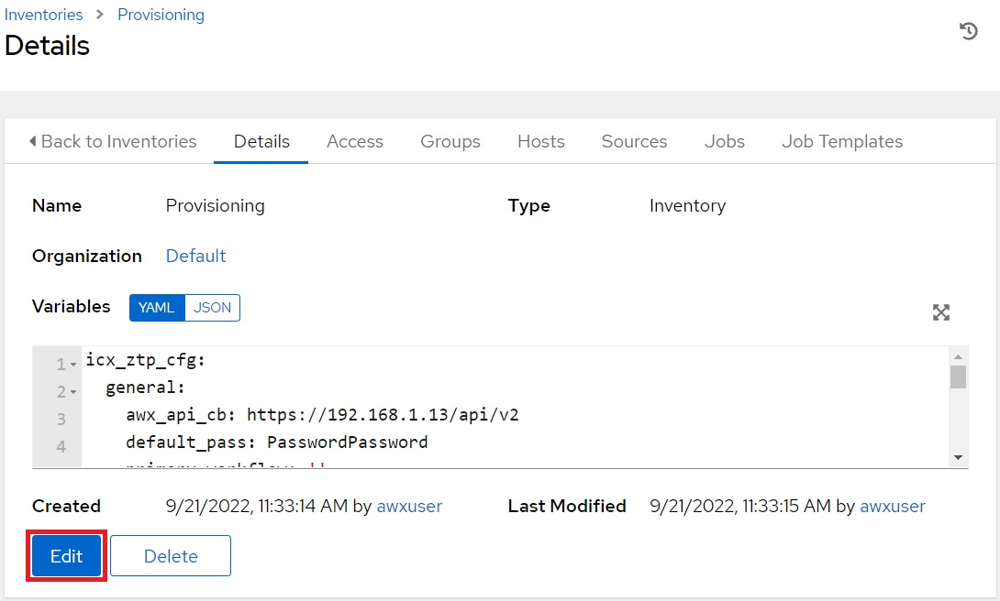 Inventories > Provisioning
Details
Back to Inventories Details Access Groups Hosts Sources Jobs Job Templates
Name Provisioning Type Inventory
Organization Default
Variables YAML JSON
1 icx_ztp_cfg:
2 general:
3 awx_api_cb: https://192.168.1.13/api/v2
4 default_pass: PasswordPassword
Created 9/21/2022, 11:33:14 AM by awxuser Last Modified 9/21/2022, 11:33:15 AM by awxuser
Edit Delete